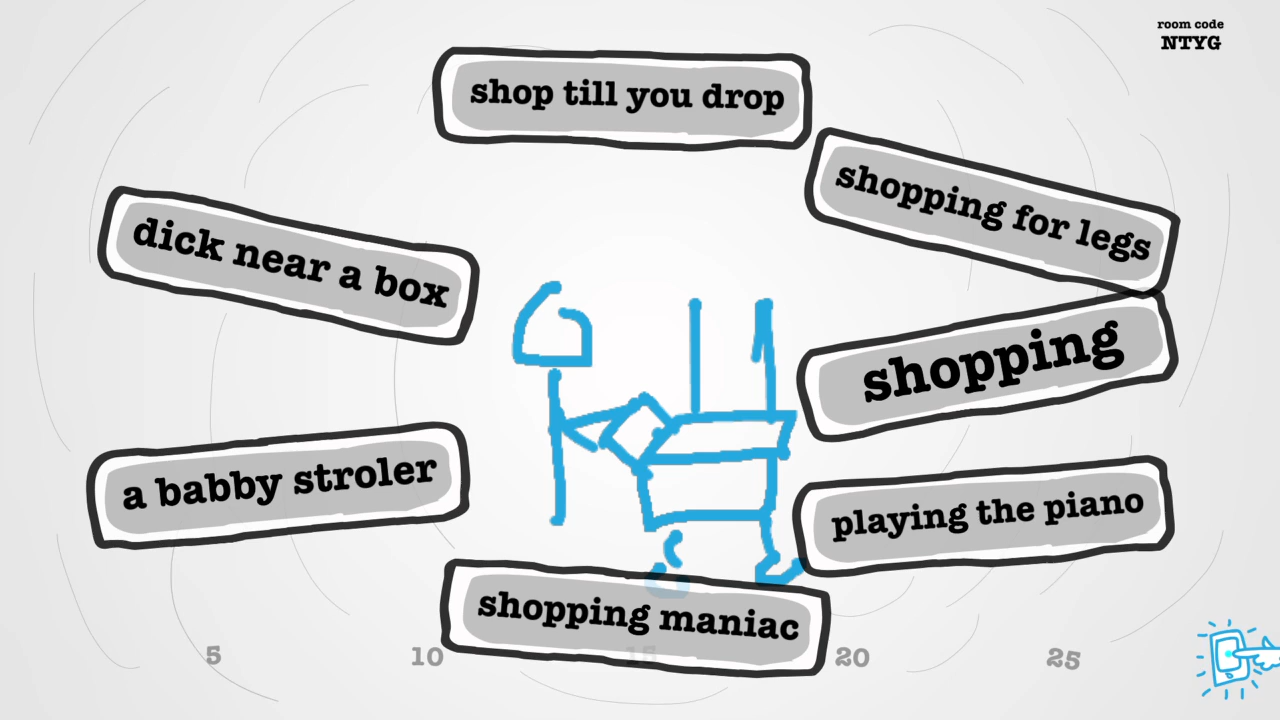 room code
NTYG
shop till you drop
shopping for legs
dick near a box
shopping
a babby stroler
playing the piano
shopping maniac
5
10
15
20
25